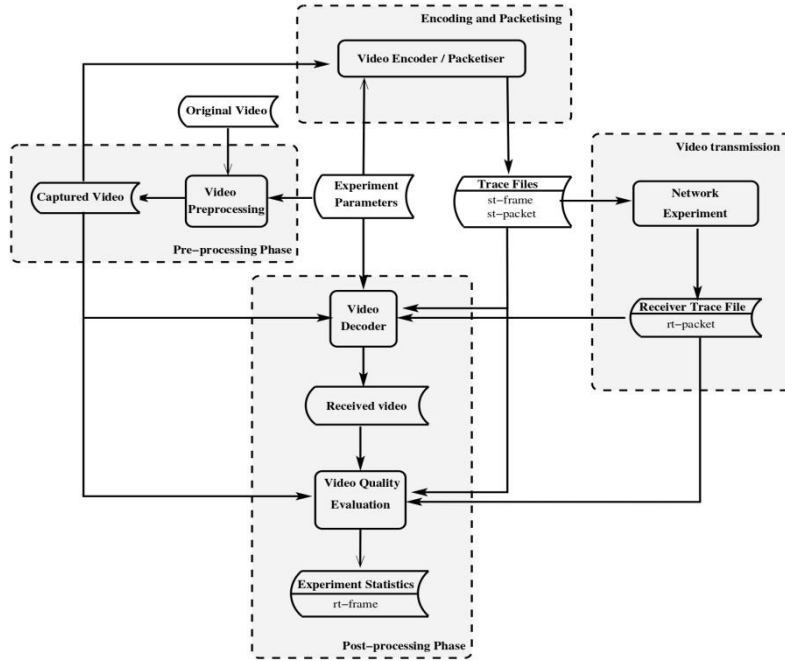 Encoding and Packetising
Video Encoder / Packetiser
Original Video
Video transmission
Captured Video
Video
Preprocessing
Experiment
Parameters
Trace Files
st−frame
st−packet
Network
Experiment
Pre−processing Phase
Video
Decoder
Receiver Trace File
rt−packet
Received video
Video Quality
Evaluation
Experiment Statistics
rt−frame
Post−processing Phase